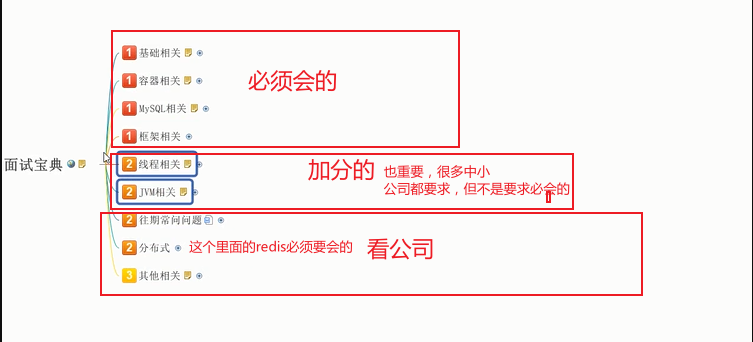 1 基础相关
1 容器相关
必须会的
1 MySQL相关
1 框架相关
面试宝典
2 线程相关
加分的
也重要，很多中小
公司都要求，但不是要求必会的
2 JVM相关
2 往期常问问题
2 分布式
这个里面的redis必须要会的
看公司
3 其他相关